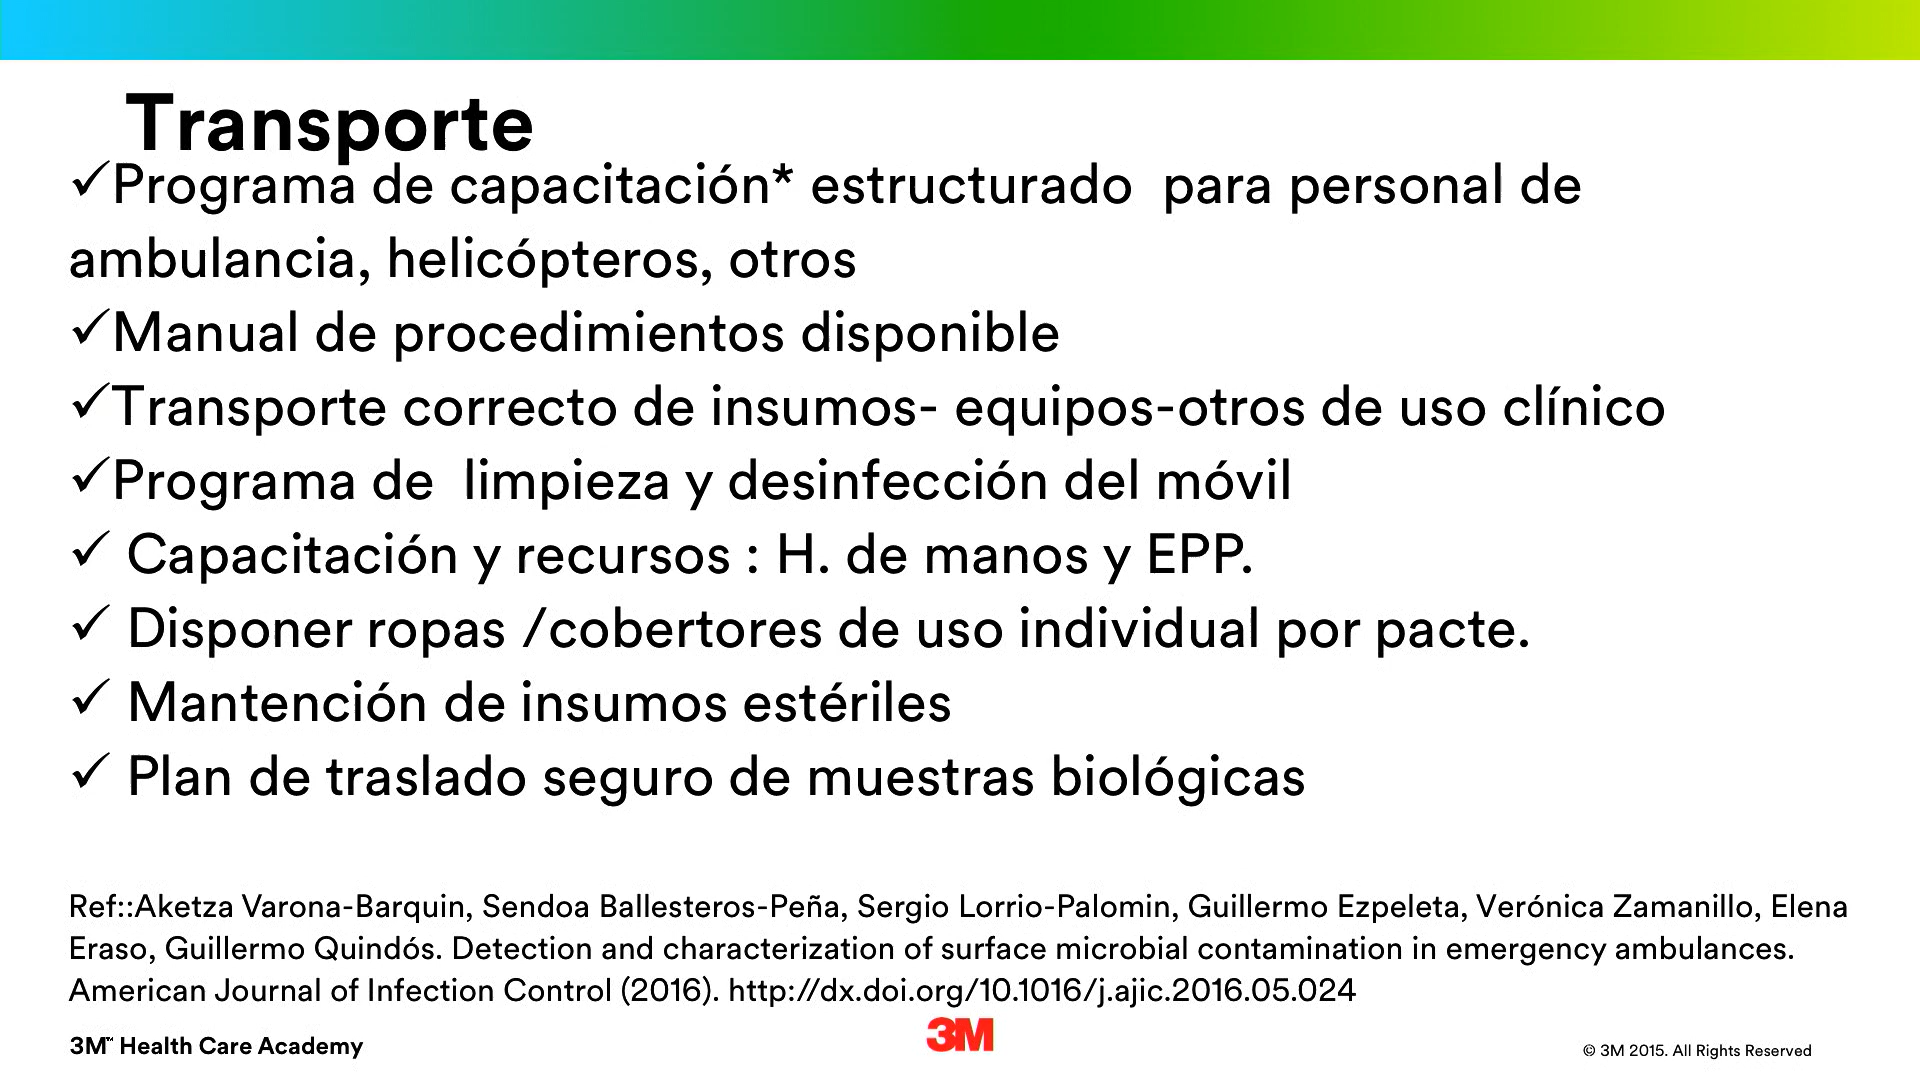 Transporte
✓Programa de capacitación* estructurado  para personal de
ambulancia, helicópteros, otros
✓Manual de procedimientos disponible
✓Transporte correcto de insumos- equipos-otros de uso clínico
✓Programa de  limpieza y desinfección del móvil
✓ Capacitación y recursos : H. de manos y EPP.
✓ Disponer ropas /cobertores de uso individual por pacte.
✓ Mantención de insumos estériles
✓ Plan de traslado seguro de muestras biológicas
Ref::Aketza Varona-Barquin, Sendoa Ballesteros-Peña, Sergio Lorrio-Palomin, Guillermo Ezpeleta, Verónica Zamanillo, Elena
Eraso, Guillermo Quindós. Detection and characterization of surface microbial contamination in emergency ambulances.
American Journal of Infection Control (2016). http://dx.doi.org/10.1016/j.ajic.2016.05.024
3M™ Health Care Academy
3M
© 3M 2015. All Rights Reserved